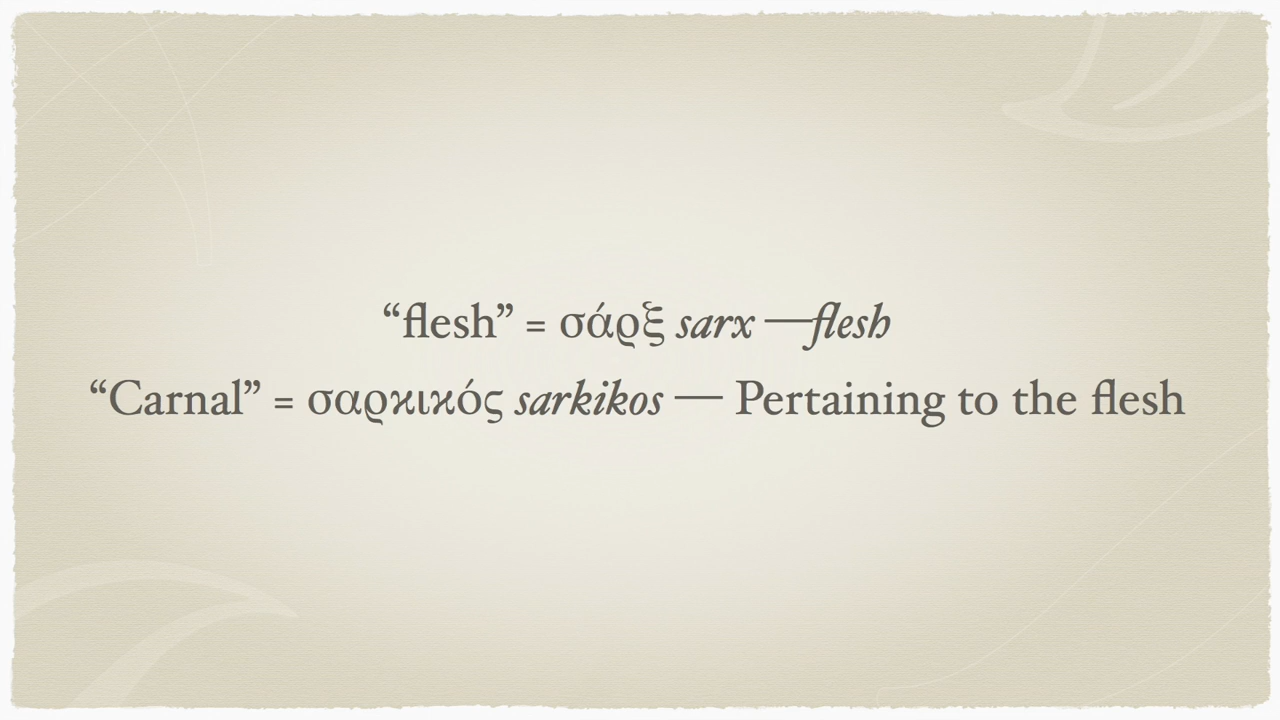 “flesh” = σάρξ sarx —flesh
“Carnal” = σαρκικός sarkikos — Pertaining to the flesh